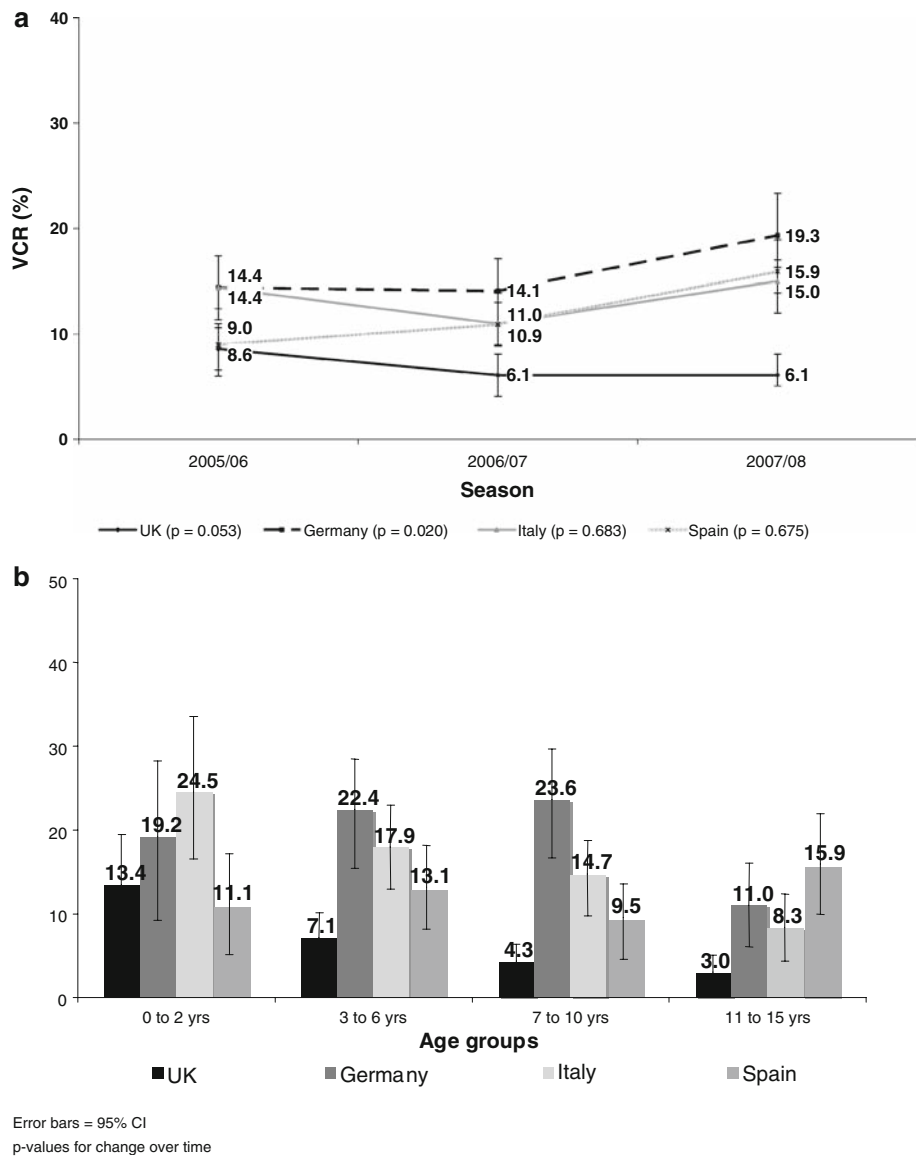 a
40
30
20
10
0
VCR (%)
14.4
14.4
9.0
8.6
14.1
11.0
10.9
6.1
19.3
15.9
15.0
6.1
2005/06
2006/07
2007/08
Season
UK (p = 0.053)
Germany (p = 0.020)
Italy (p = 0.683)
Spain (p = 0.675)
b
50
40
30
20
10
0
13.4
19.2
24.5
11.1
7.1
22.4
17.9
13.1
4.3
23.6
14.7
9.5
3.0
11.0
8.3
15.9
0 to 2 yrs
3 to 6 yrs
7 to 10 yrs
11 to 15 yrs
Age groups
UK
Germany
Italy
Spain
Error bars = 95% CI
p-values for change over time